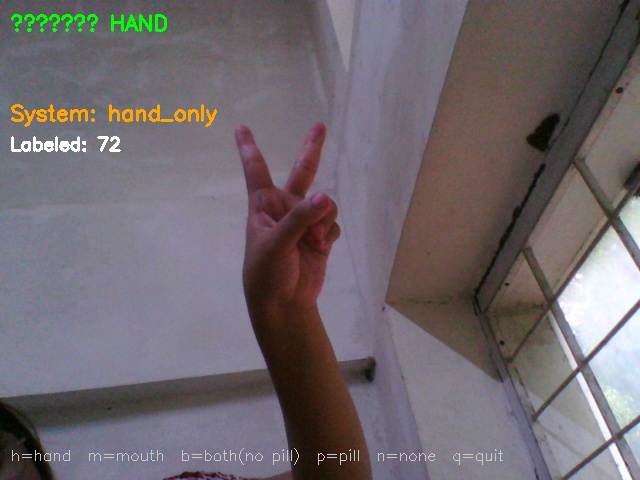 ??????? HAND
System: hand_only
Labeled: 72
h=hand m=mouth b=both(no pill) p=pill n=none q=quit